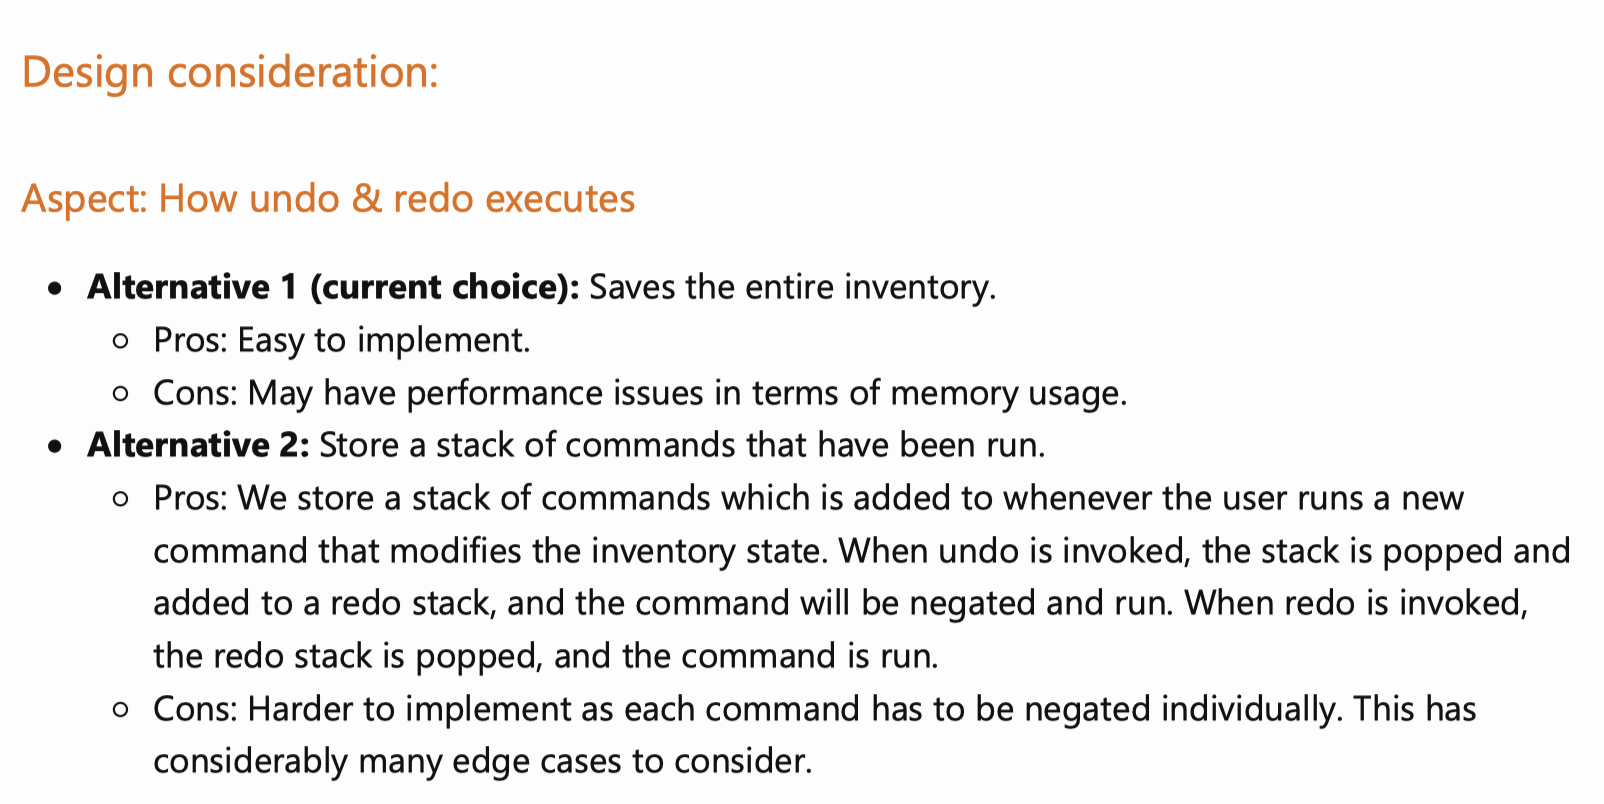 Design consideration:
Aspect: How undo & redo executes
• Alternative 1 (current choice): Saves the entire inventory.
○ Pros: Easy to implement.
○ Cons: May have performance issues in terms of memory usage.
• Alternative 2: Store a stack of commands that have been run.
○ Pros: We store a stack of commands which is added to whenever the user runs a new
command that modifies the inventory state. When undo is invoked, the stack is popped and
added to a redo stack, and the command will be negated and run. When redo is invoked,
the redo stack is popped, and the command is run.
○ Cons: Harder to implement as each command has to be negated individually. This has
considerably many edge cases to consider.